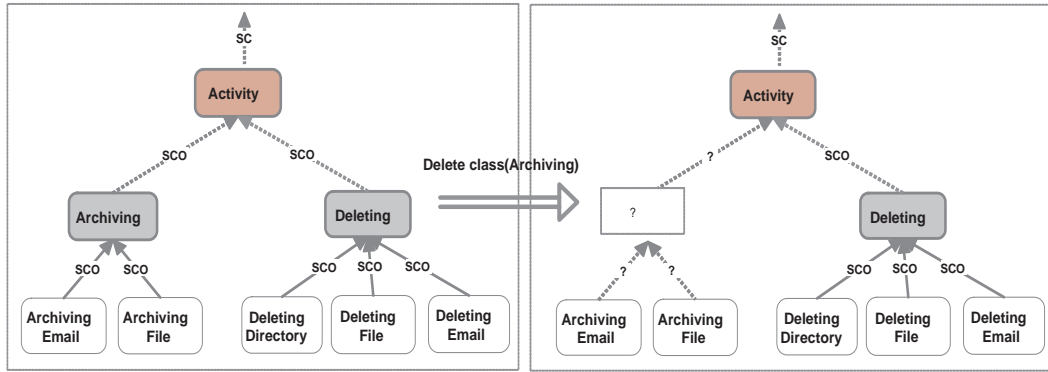 SC
Activity
SCO
SCO
Archiving
Deleting
SCO
SCO
SCO
SCO
SCO
Archiving
Email
Archiving
File
Deleting
Directory
Deleting
File
Deleting
Email
Delete class(Archiving)
SC
Activity
?
SCO
?
Deleting
?
?
SCO
SCO
SCO
Archiving
Email
Archiving
File
Deleting
Directory
Deleting
File
Deleting
Email